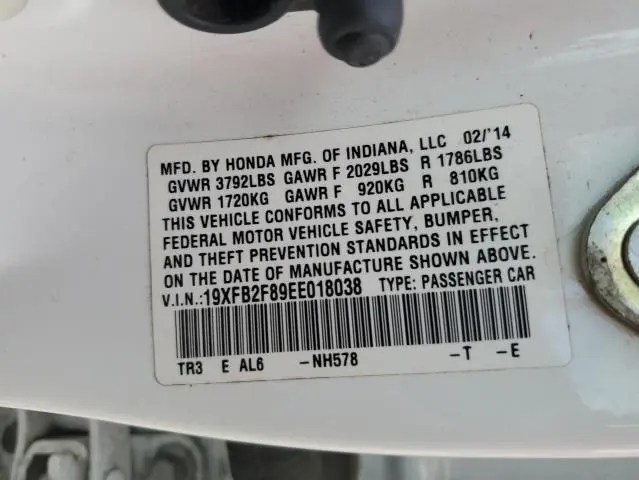 MFD. BY HONDA MFG. OF INDIANA, LLC 02/'14
GVWR 3792LBS GAWR F 2029LBS R 1786LBS
GVWR 1720KG GAWR F 920KG R 810KG
THIS VEHICLE CONFORMS TO ALL APPLICABLE
FEDERAL MOTOR VEHICLE SAFETY, BUMPER,
AND THEFT PREVENTION STANDARDS IN EFFECT
ON THE DATE OF MANUFACTURE SHOWN ABOVE.
V.I.N.:19XFB2F89EE018038 TYPE: PASSENGER CAR
TR3 E AL6 -NH578 -T -E